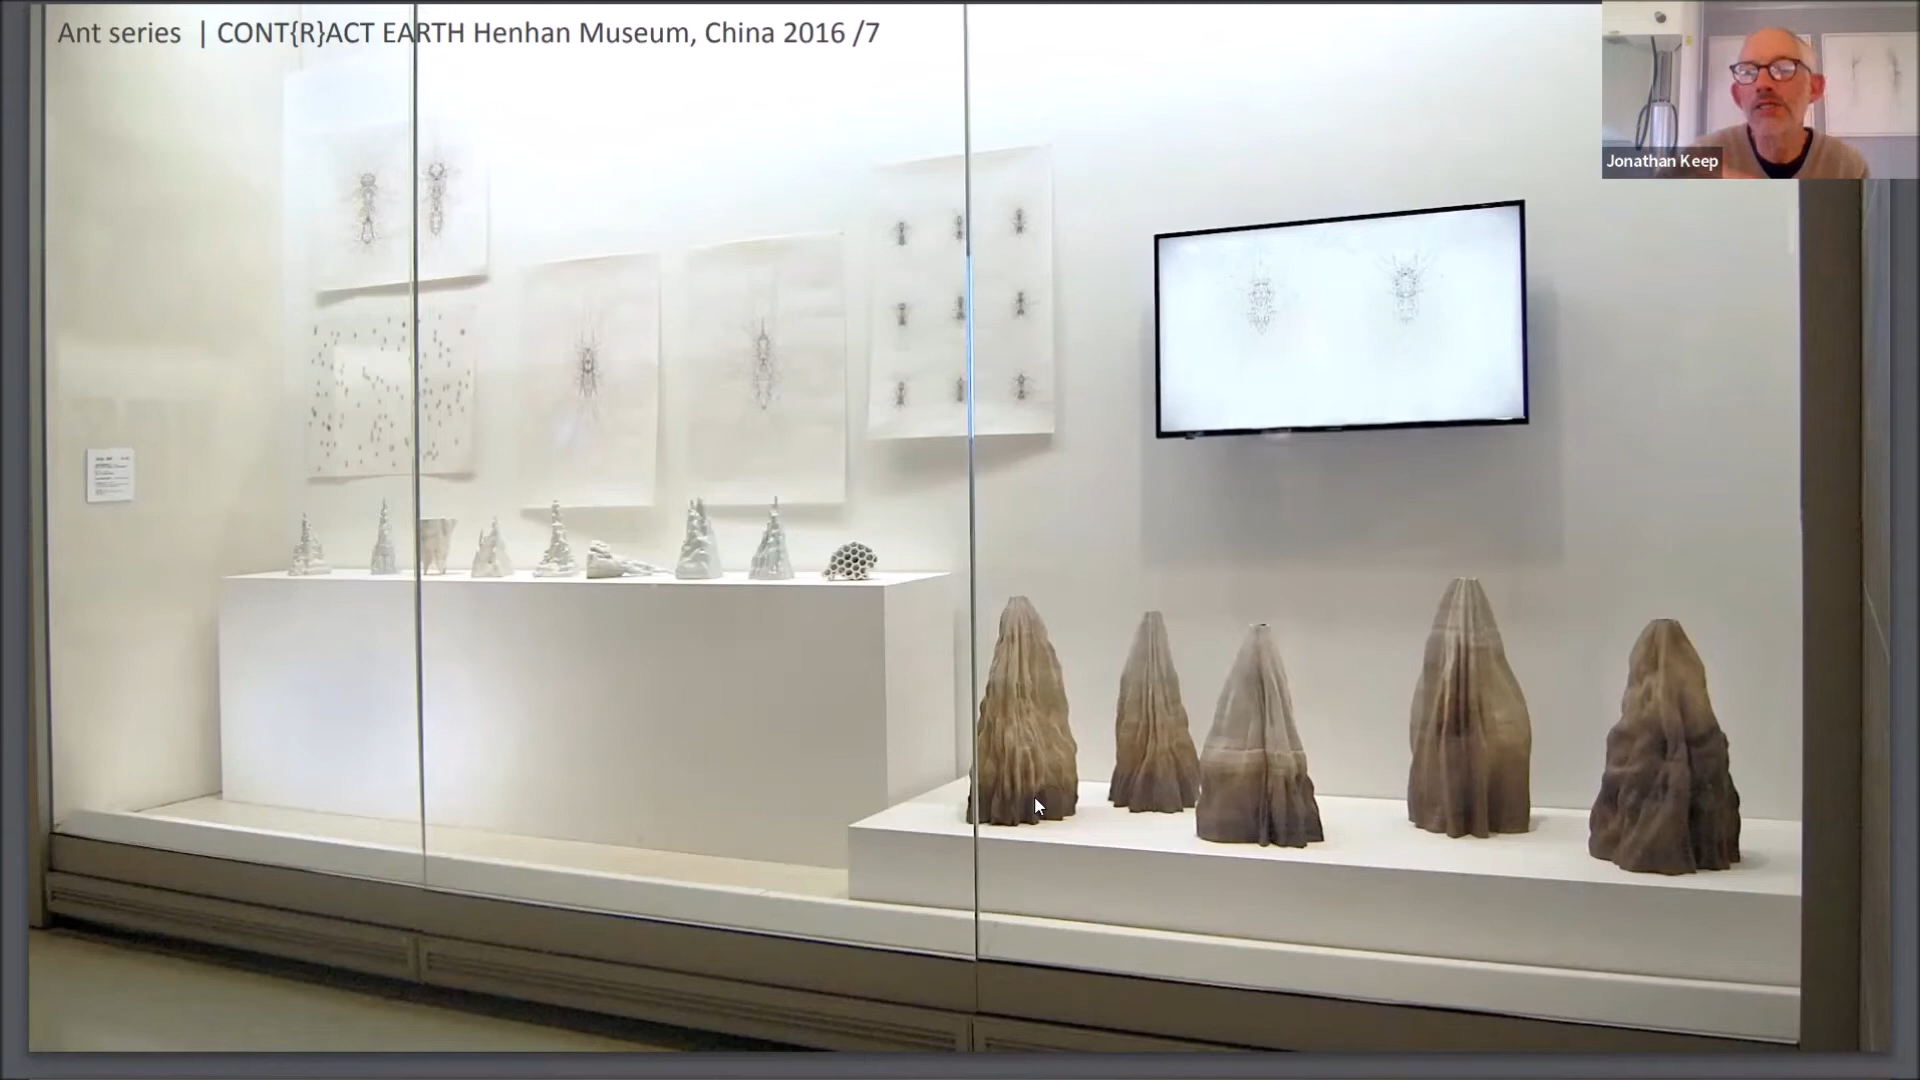 Ant series | CONT{R}ACT EARTH Henhan Museum, China 2016 /7
Jonathan Keep